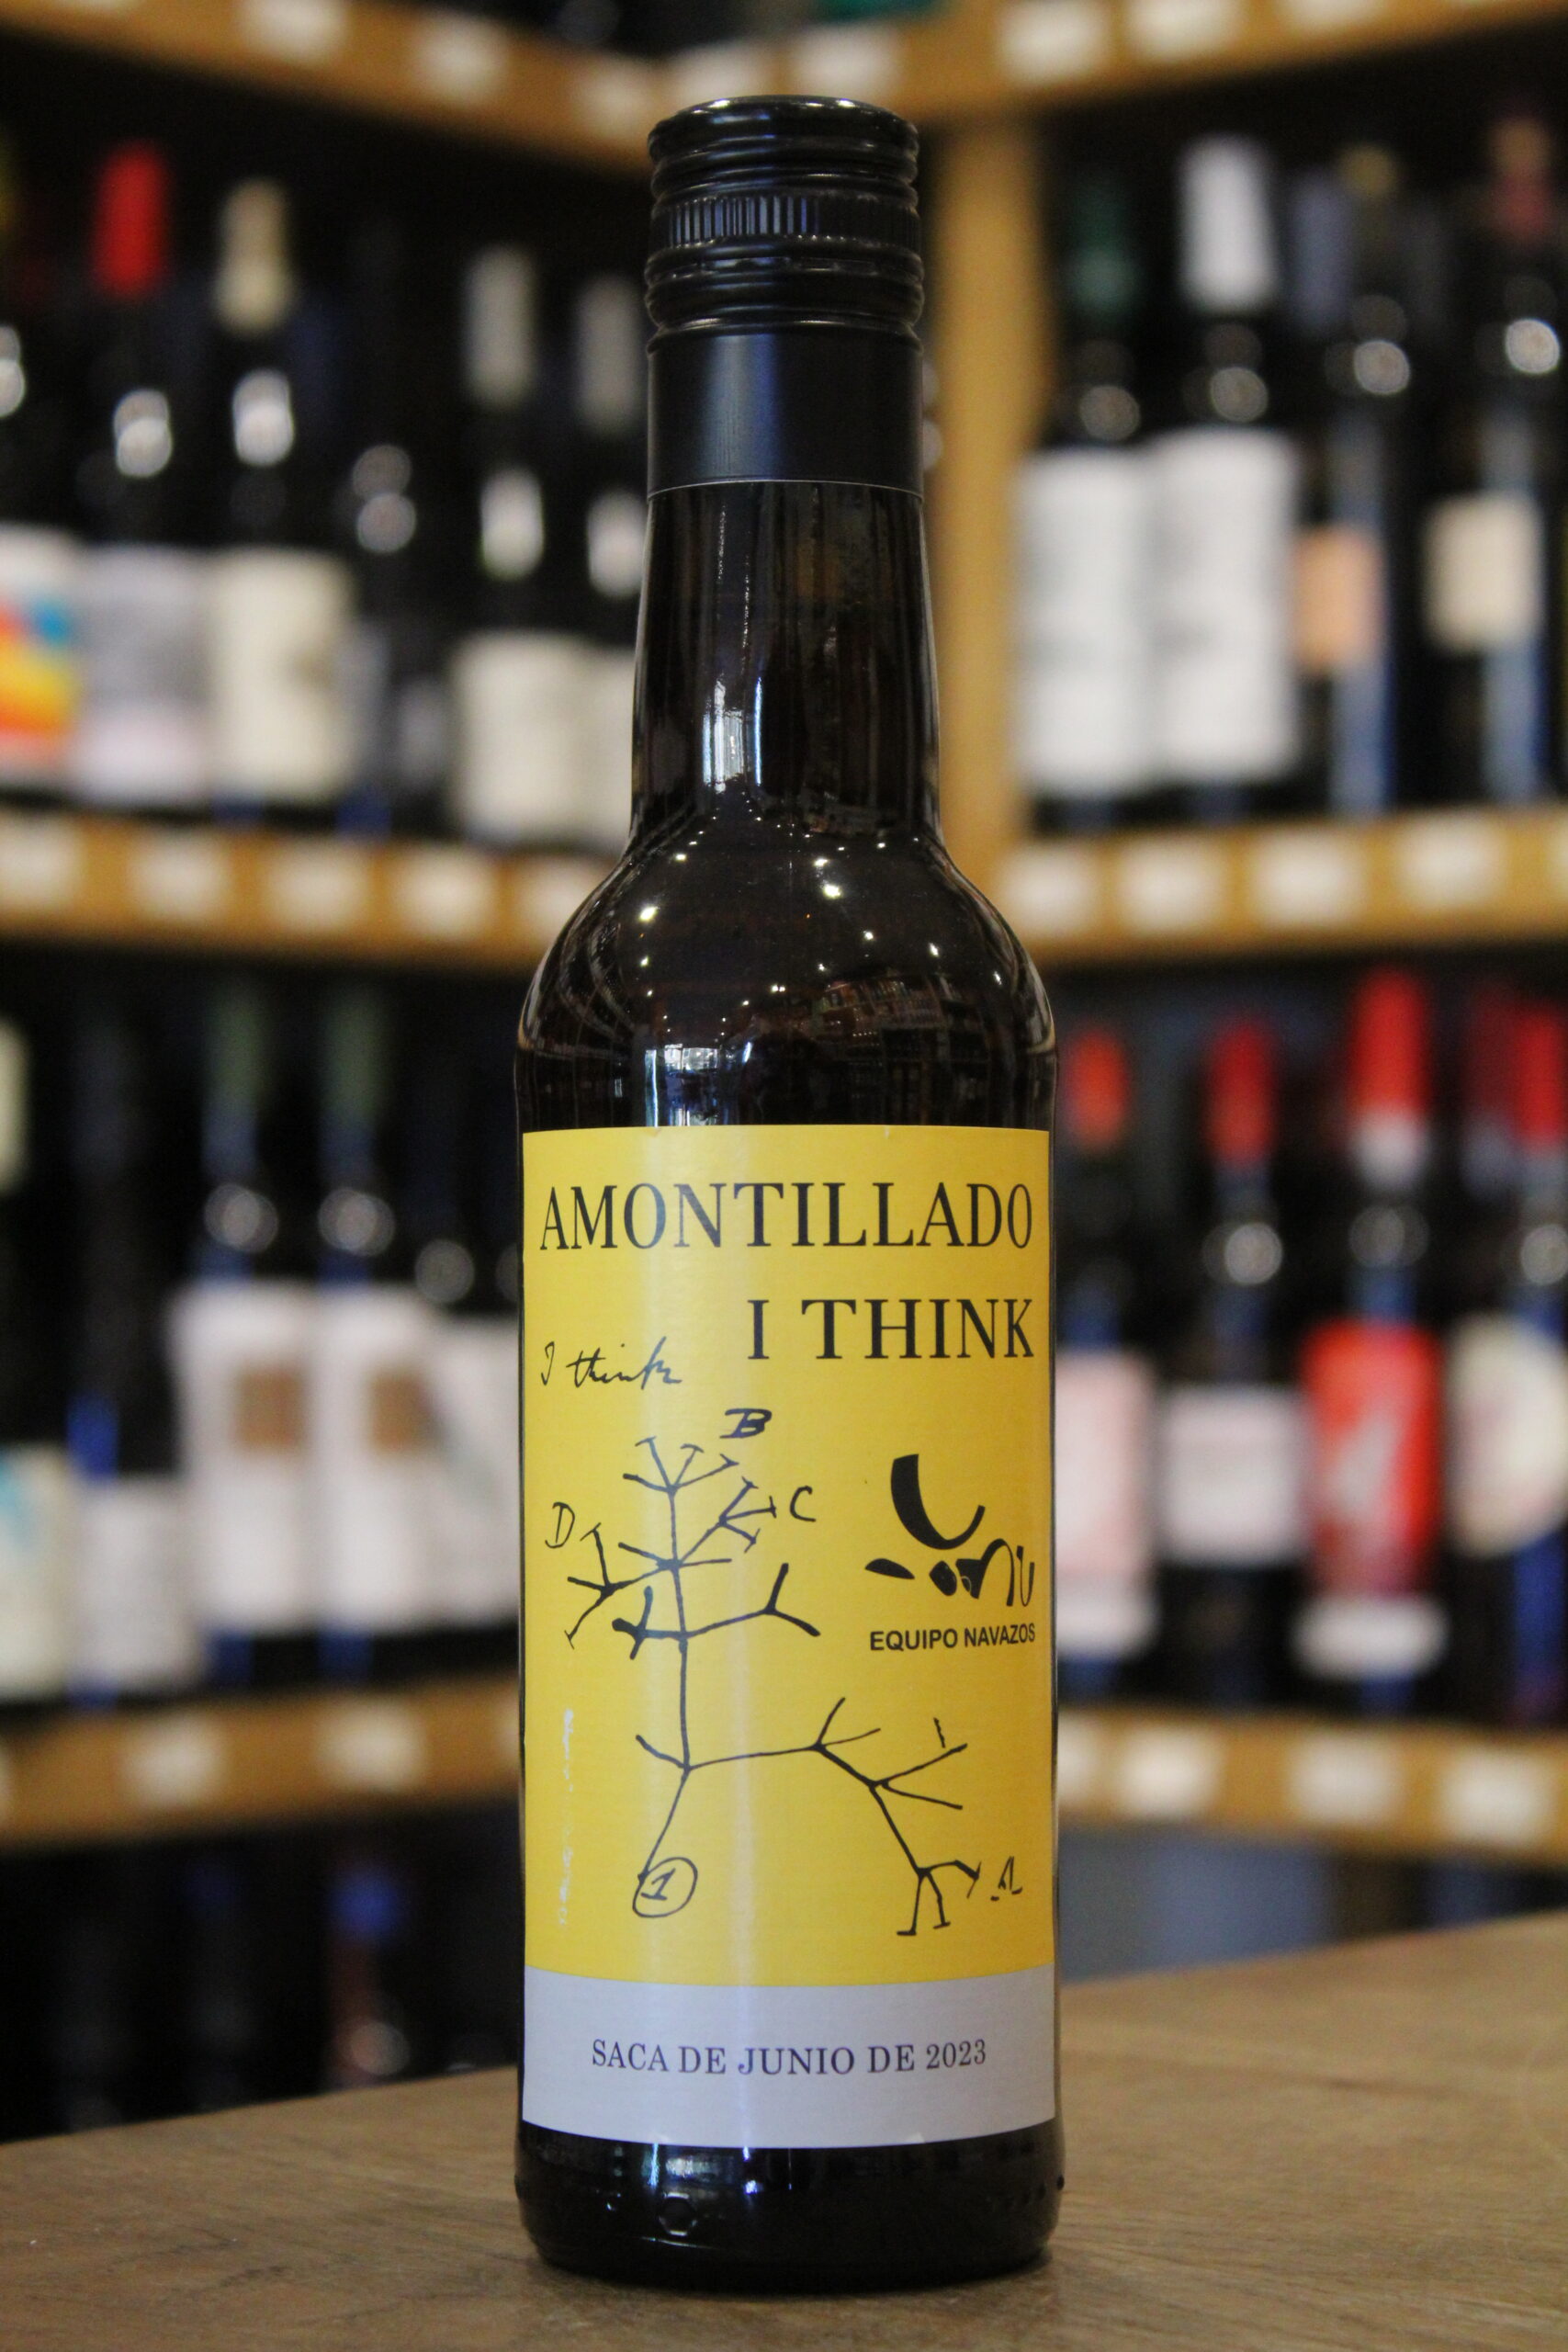 AMONTILLADO
I THINK
I think
B
D
C
EQUIPO NAVAZOS
1
A
SACA DE JUNIO DE 2023